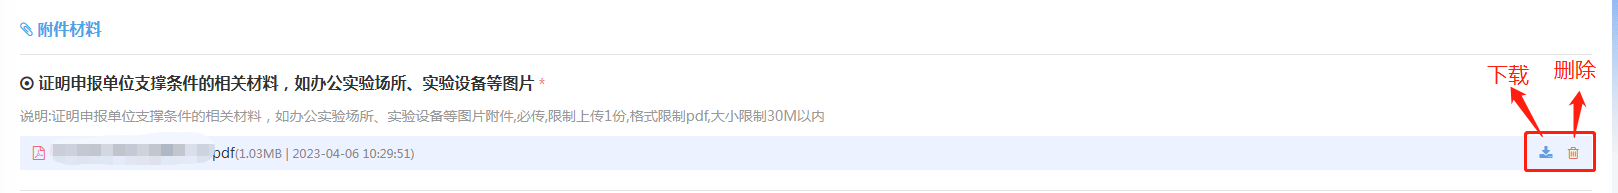 附件材料
证明申报单位支撑条件的相关材料，如办公实验场所、实验设备等图片 *
下载
删除
说明:证明申报单位支撑条件的相关材料，如办公实验场所、实验设备等图片附件,必传,限制上传1份,格式限制pdf,大小限制30M以内
pdf(1.03MB | 2023-04-06 10:29:51)